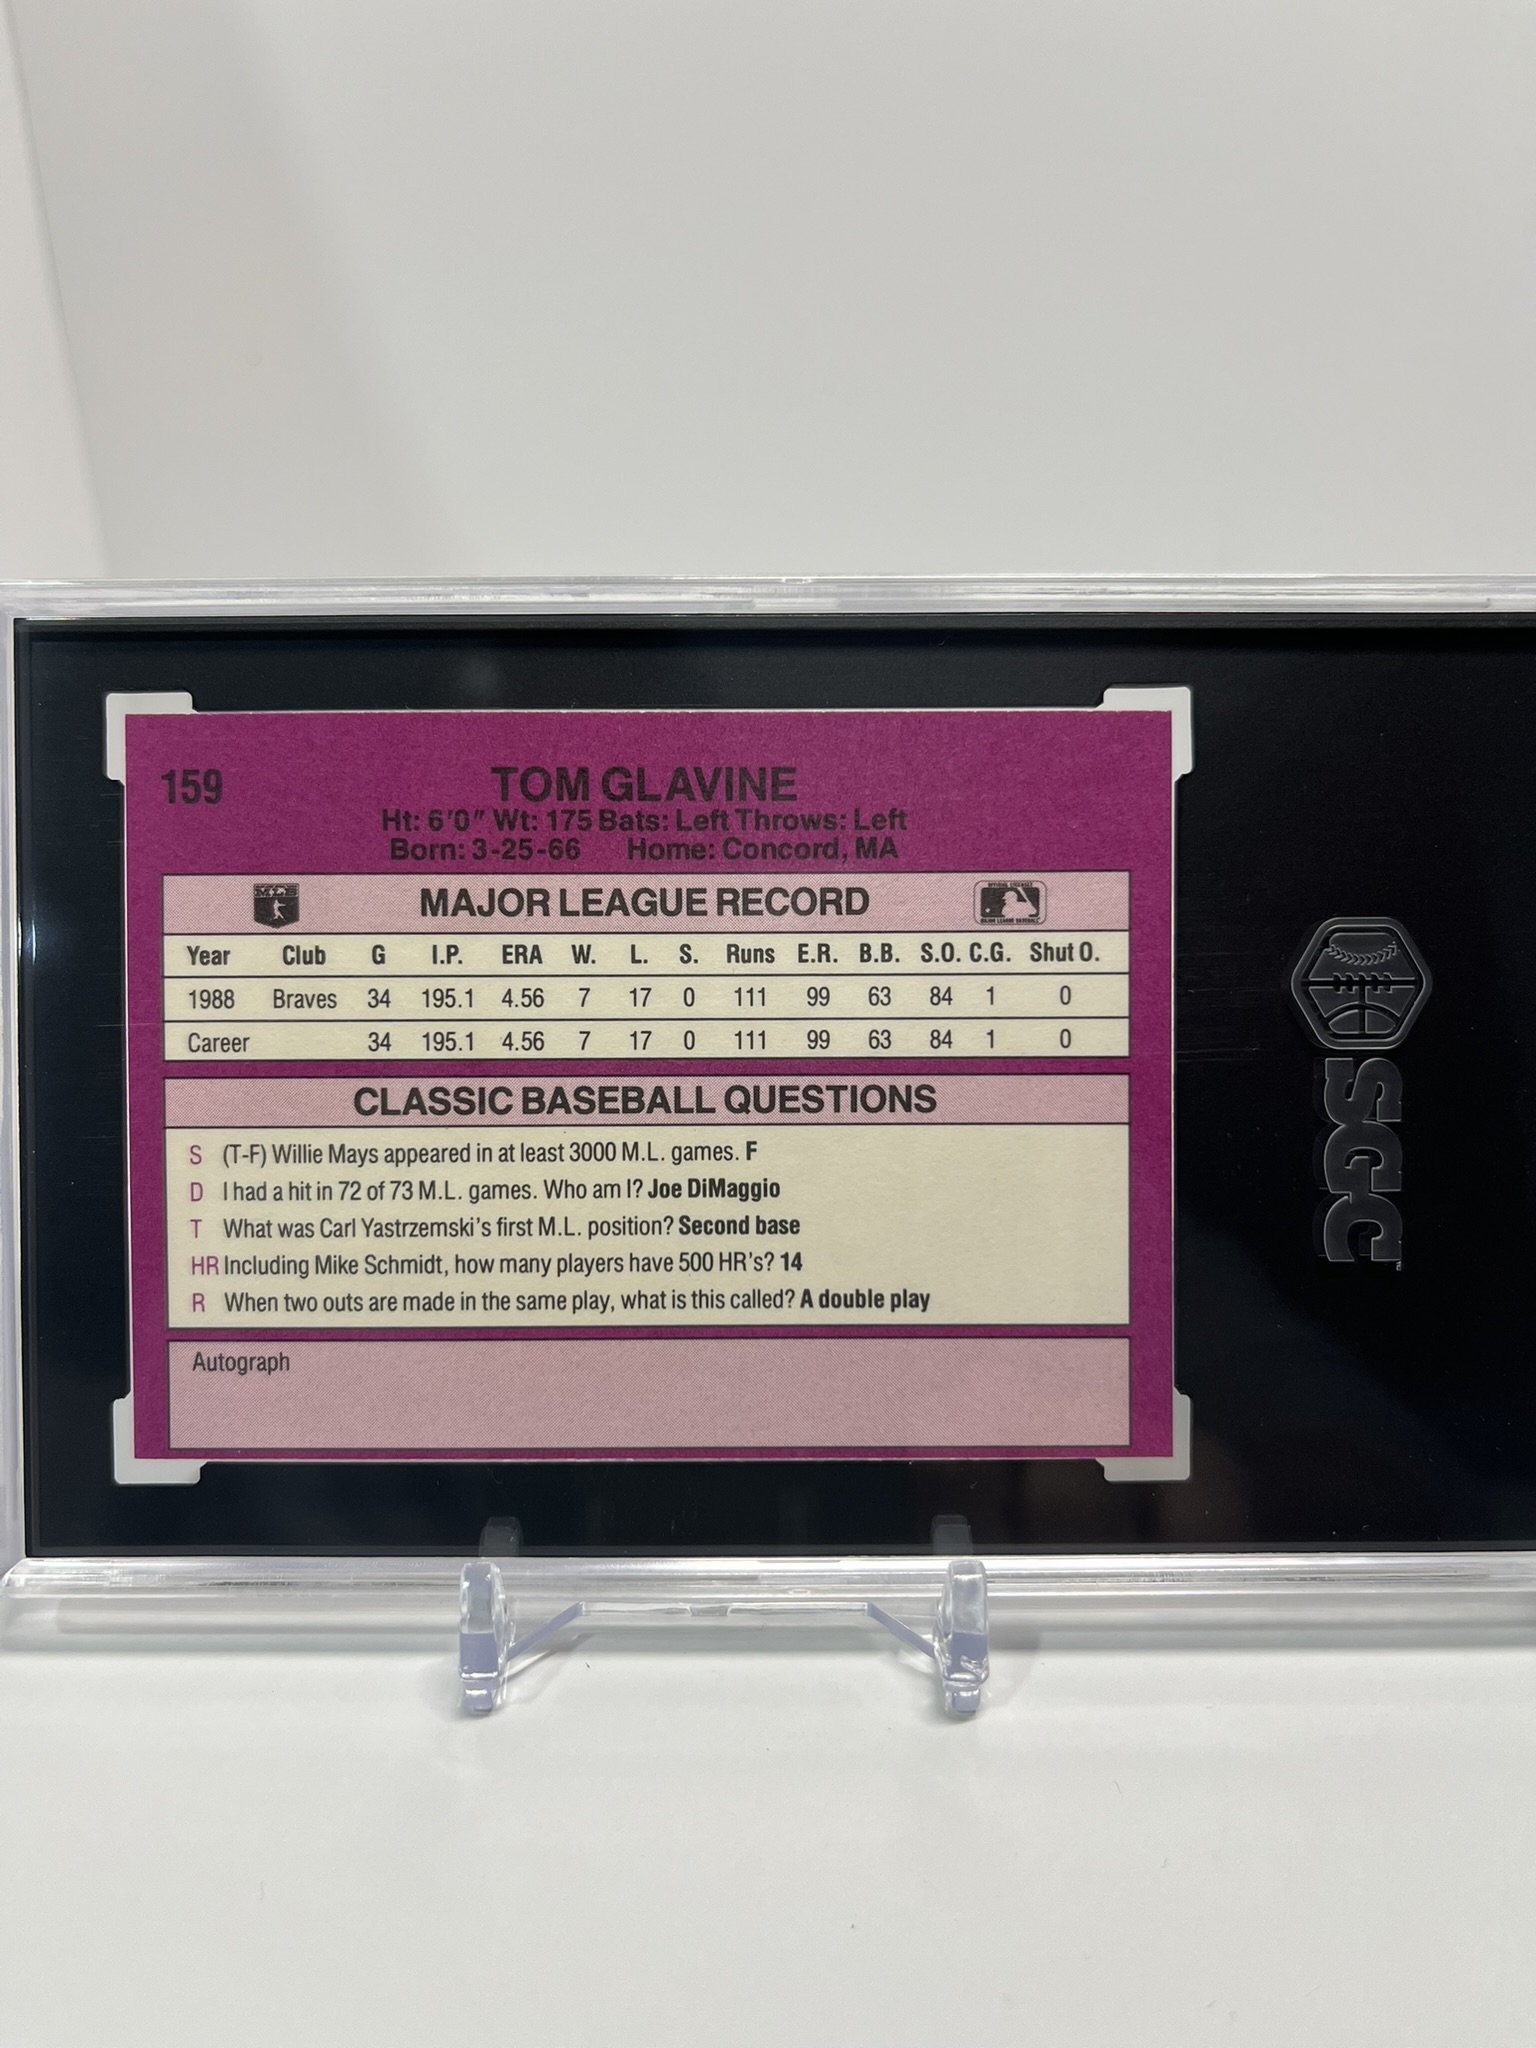 159
TOM GLAVINE
Ht: 6'0" Wt: 175 Bats: Left Throws: Left
Born: 3-25-66 Home: Concord, MA
MLB
MAJOR LEAGUE RECORD
Year Club G I.P. ERA W. L. S. Runs E.R. B.B. S.O. C.G. Shut O.
1988 Braves 34 195.1 4.56 7 17 0 111 99 63 84 1 0
Career 34 195.1 4.56 7 17 0 111 99 63 84 1 0
CLASSIC BASEBALL QUESTIONS
S (T-F) Willie Mays appeared in at least 3000 M.L. games. F
D I had a hit in 72 of 73 M.L. games. Who am I? Joe DiMaggio
T What was Carl Yastrzemski's first M.L. position? Second base
HR Including Mike Schmidt, how many players have 500 HR's? 14
R When two outs are made in the same play, what is this called? A double play
Autograph
SGC